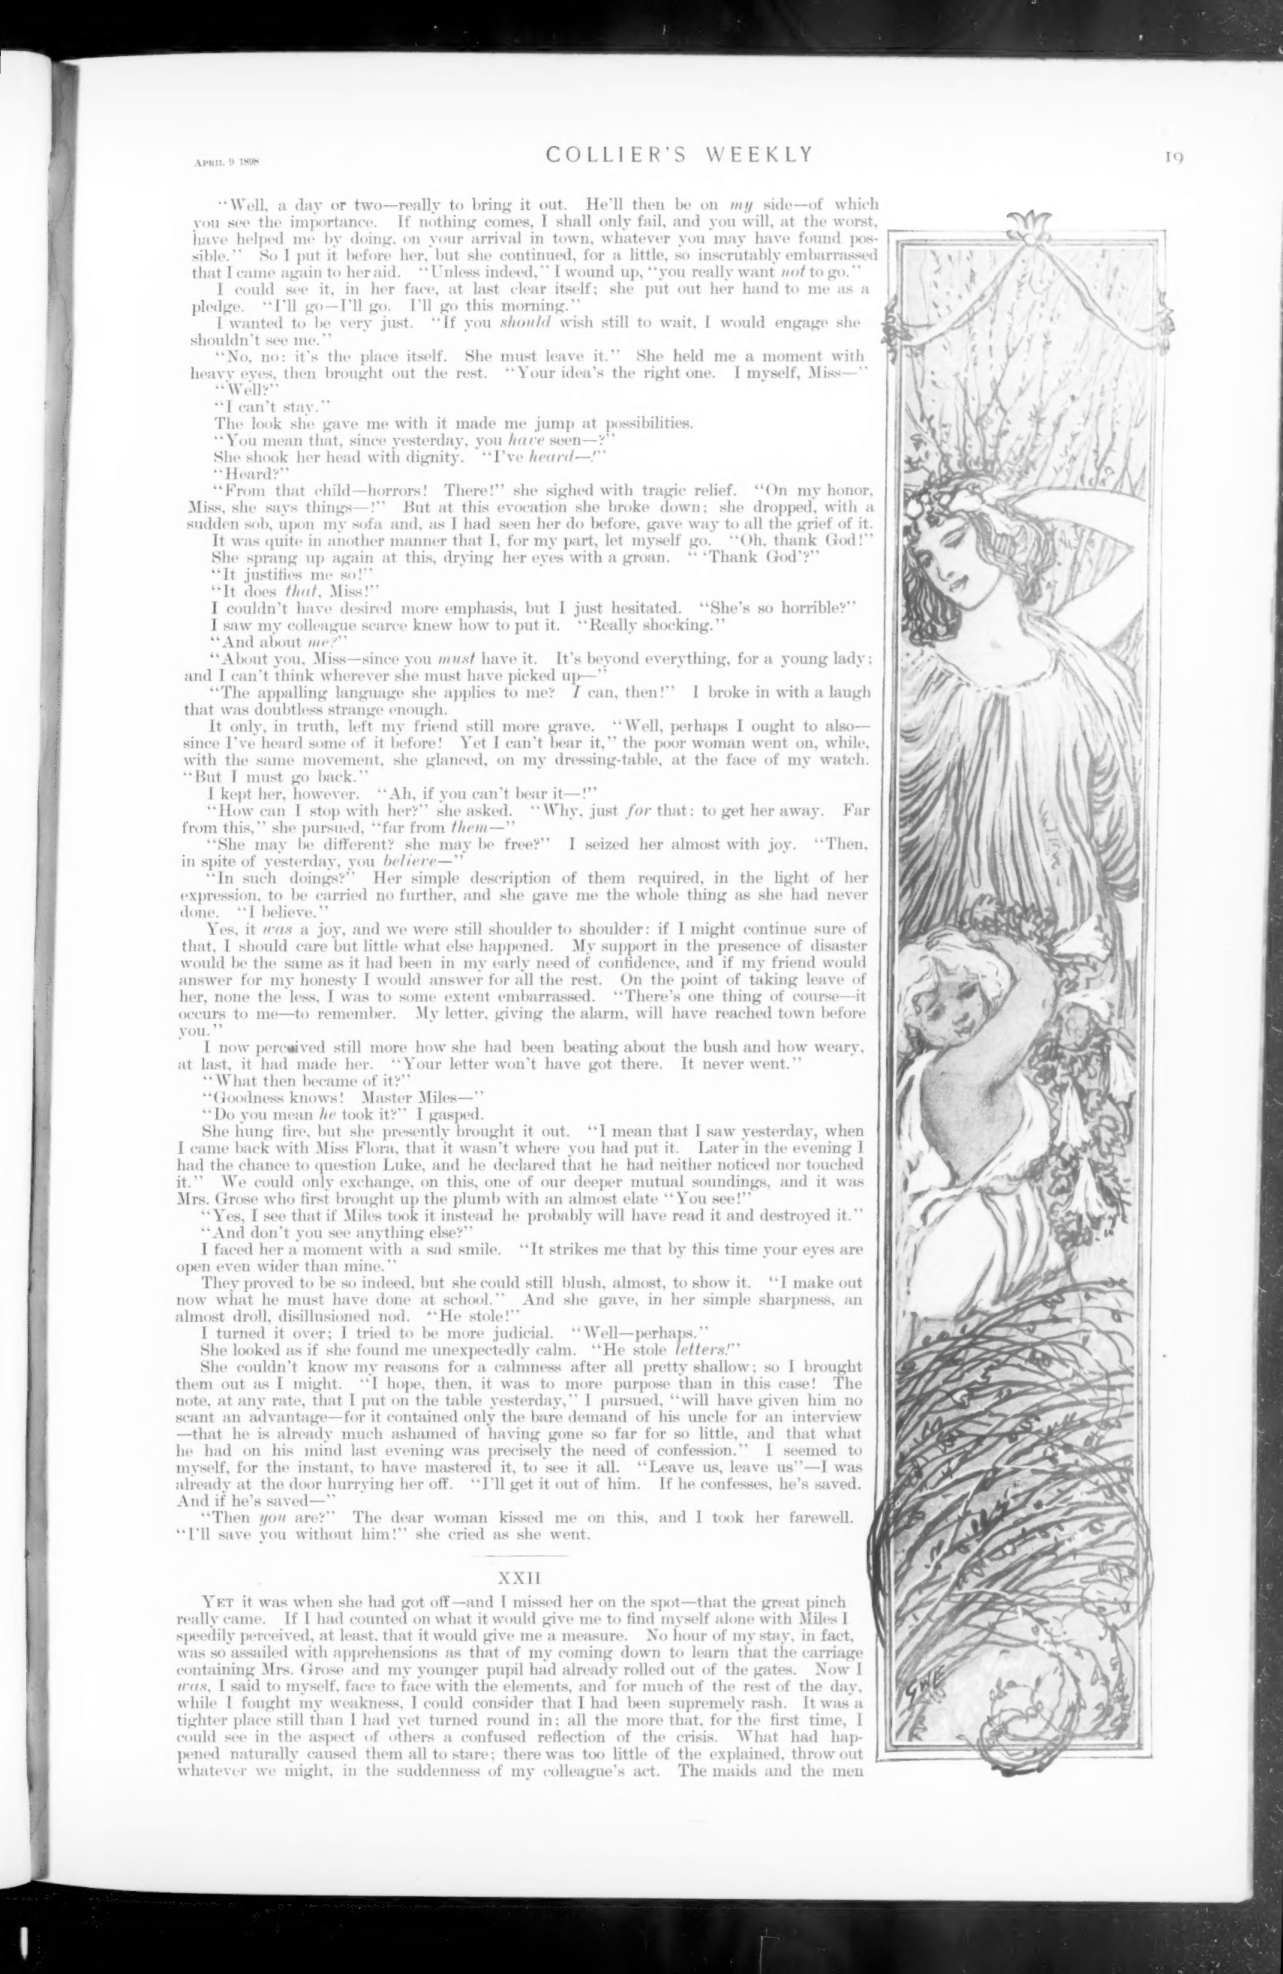 APRIL 9 1898
COLLIER'S WEEKLY
19
"Well, a day or two—really to bring it out. He'll then be on my side—of which
you see the importance. If nothing comes, I shall only fail, and you will, at the worst,
have helped me by doing, on your arrival in town, whatever you may have found pos-
sible." So I put it before her, but she continued, for a little, so inscrutably embarrassed
that I came again to her aid. "Unless indeed," I wound up, "you really want not to go."
I could see it, in her face, at last clear itself; she put out her hand to me as a
pledge. "I'll go—I'll go. I'll go this morning."
I wanted to be very just. "If you should wish still to wait, I would engage she
shouldn't see me."
"No, no: it's the place itself. She must leave it." She held me a moment with
heavy eyes, then brought out the rest. "Your idea's the right one. I myself, Miss—"
"Well?"
"I can't stay."
The look she gave me with it made me jump at possibilities.
"You mean that, since yesterday, you have seen—?"
She shook her head with dignity. "I've heard—!"
"Heard?"
"From that child—horrors! There!" she sighed with tragic relief. "On my honor,
Miss, she says things—!" But at this evocation she broke down; she dropped, with a
sudden sob, upon my sofa and, as I had seen her do before, gave way to all the grief of it.
It was quite in another manner that I, for my part, let myself go. "Oh, thank God!"
She sprang up again at this, drying her eyes with a groan. "'Thank God'?"
"It justifies me so!"
"It does that, Miss!"
I couldn't have desired more emphasis, but I just hesitated. "She's so horrible?"
I saw my colleague scarce knew how to put it. "Really shocking."
"And about me?"
"About you, Miss—since you must have it. It's beyond everything, for a young lady;
and I can't think wherever she must have picked up—"
"The appalling language she applies to me? I can, then!" I broke in with a laugh
that was doubtless strange enough.
It only, in truth, left my friend still more grave. "Well, perhaps I ought to also—
since I've heard some of it before! Yet I can't bear it," the poor woman went on, while,
with the same movement, she glanced, on my dressing-table, at the face of my watch.
"But I must go back."
I kept her, however. "Ah, if you can't bear it—!"
"How can I stop with her?" she asked. "Why, just for that: to get her away. Far
from this," she pursued, "far from them—"
"She may be different? she may be free?" I seized her almost with joy. "Then,
in spite of yesterday, you believe—"
"In such doings?" Her simple description of them required, in the light of her
expression, to be carried no further, and she gave me the whole thing as she had never
done. "I believe."
Yes, it was a joy, and we were still shoulder to shoulder: if I might continue sure of
that, I should care but little what else happened. My support in the presence of disaster
would be the same as it had been in my early need of confidence, and if my friend would
answer for my honesty I would answer for all the rest. On the point of taking leave of
her, none the less, I was to some extent embarrassed. "There's one thing of course—it
occurs to me—to remember. My letter, giving the alarm, will have reached town before
you."
I now perceived still more how she had been beating about the bush and how weary,
at last, it had made her. "Your letter won't have got there. It never went."
"What then became of it?"
"Goodness knows! Master Miles—"
"Do you mean he took it?" I gasped.
She hung fire, but she presently brought it out. "I mean that I saw yesterday, when
I came back with Miss Flora, that it wasn't where you had put it. Later in the evening I
had the chance to question Luke, and he declared that he had neither noticed nor touched
it." We could only exchange, on this, one of our deeper mutual soundings, and it was
Mrs. Grose who first brought up the plumb with an almost elate "You see!"
"Yes, I see that if Miles took it instead he probably will have read it and destroyed it."
"And don't you see anything else?"
I faced her a moment with a sad smile. "It strikes me that by this time your eyes are
open even wider than mine."
They proved to be so indeed, but she could still blush, almost, to show it. "I make out
now what he must have done at school." And she gave, in her simple sharpness, an
almost droll, disillusioned nod. "He stole!"
I turned it over; I tried to be more judicial. "Well—perhaps."
She looked as if she found me unexpectedly calm. "He stole letters!"
She couldn't know my reasons for a calmness after all pretty shallow; so I brought
them out as I might. "I hope, then, it was to more purpose than in this case! The
note, at any rate, that I put on the table yesterday," I pursued, "will have given him no
scant an advantage—for it contained only the bare demand of his uncle for an interview
—that he is already much ashamed of having gone so far for so little, and that what
he had on his mind last evening was precisely the need of confession." I seemed to
myself, for the instant, to have mastered it, to see it all. "Leave us, leave us"—I was
already at the door hurrying her off. "I'll get it out of him. If he confesses, he's saved.
And if he's saved—"
"Then you are?" The dear woman kissed me on this, and I took her farewell.
"I'll save you without him!" she cried as she went.
XXII
YET it was when she had got off—and I missed her on the spot—that the great pinch
really came. If I had counted on what it would give me to find myself alone with Miles I
speedily perceived, at least, that it would give me a measure. No hour of my stay, in fact,
was so assailed with apprehensions as that of my coming down to learn that the carriage
containing Mrs. Grose and my younger pupil had already rolled out of the gates. Now I
was, I said to myself, face to face with the elements, and for much of the rest of the day,
while I fought my weakness, I could consider that I had been supremely rash. It was a
tighter place still than I had yet turned round in; all the more that, for the first time, I
could see in the aspect of others a confused reflection of the crisis. What had hap-
pened naturally caused them all to stare; there was too little of the explained, throw out
whatever we might, in the suddenness of my colleague's act. The maids and the men
GWE